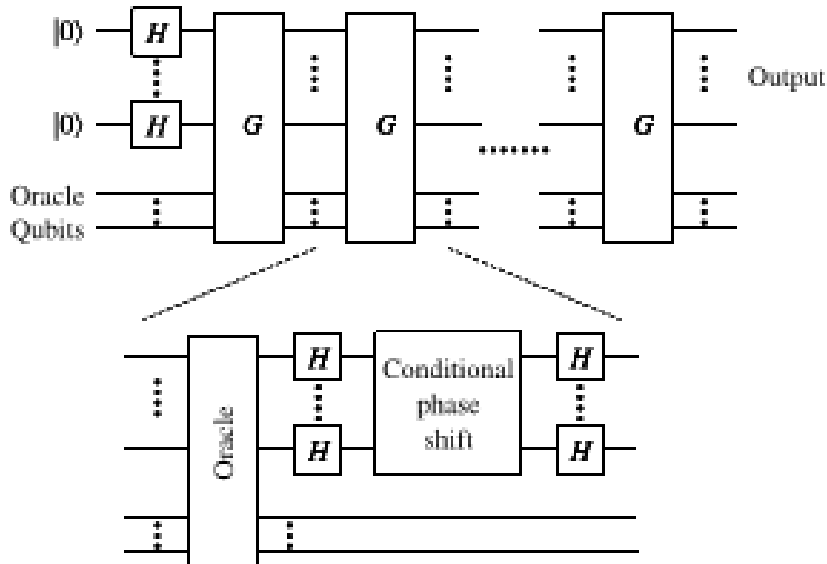 |0⟩ H
|0⟩ H G G G Output
Oracle
Qubits
Oracle
H Conditional H
phase
H shift H